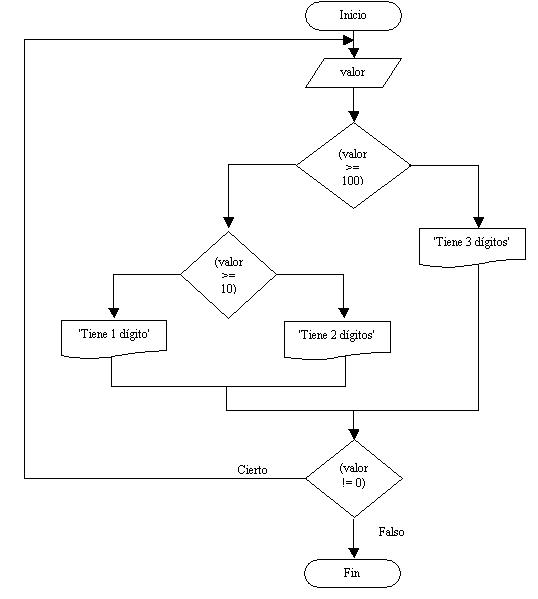 Inicio
valor
(valor
>=
100)
'Tiene 3 dígitos'
(valor
>=
10)
'Tiene 1 dígito'
'Tiene 2 dígitos'
(valor
!= 0)
Cierto
Falso
Fin